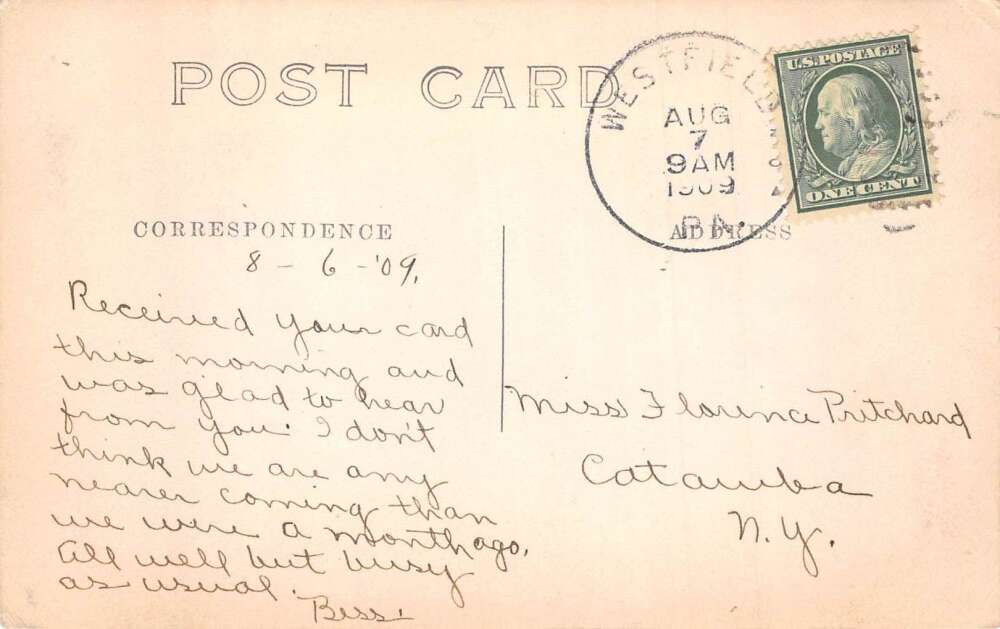 POST CARD
WESTFIELD
AUG
7
9AM
1909
PA.
U.S. POSTAGE
ONE CENT
CORRESPONDENCE
ADDRESS
8 - 6 - '09.
Received your card
this morning and
was glad to hear
from you. I don't
think we are any
nearer coming than
we were a month ago.
All well but busy
as usual.
Bess.
Miss Florence Pritchard
Catawba
N.Y.